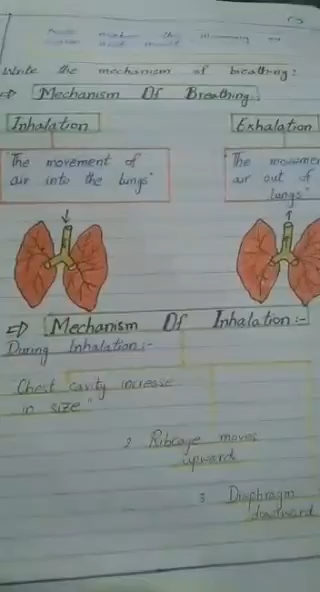 Write the mechanism of breathing:
⇒ Mechanism Of Breathing:
Inhalation
Exhalation
"The movement of
air into the lungs"
"The moveme
air out of
lungs"
⇒ Mechanism Of Inhalation:-
During Inhalation:-
Chest cavity increase
in size"
2. Ribcage moves
upward
3. Diaphragm
dowtward